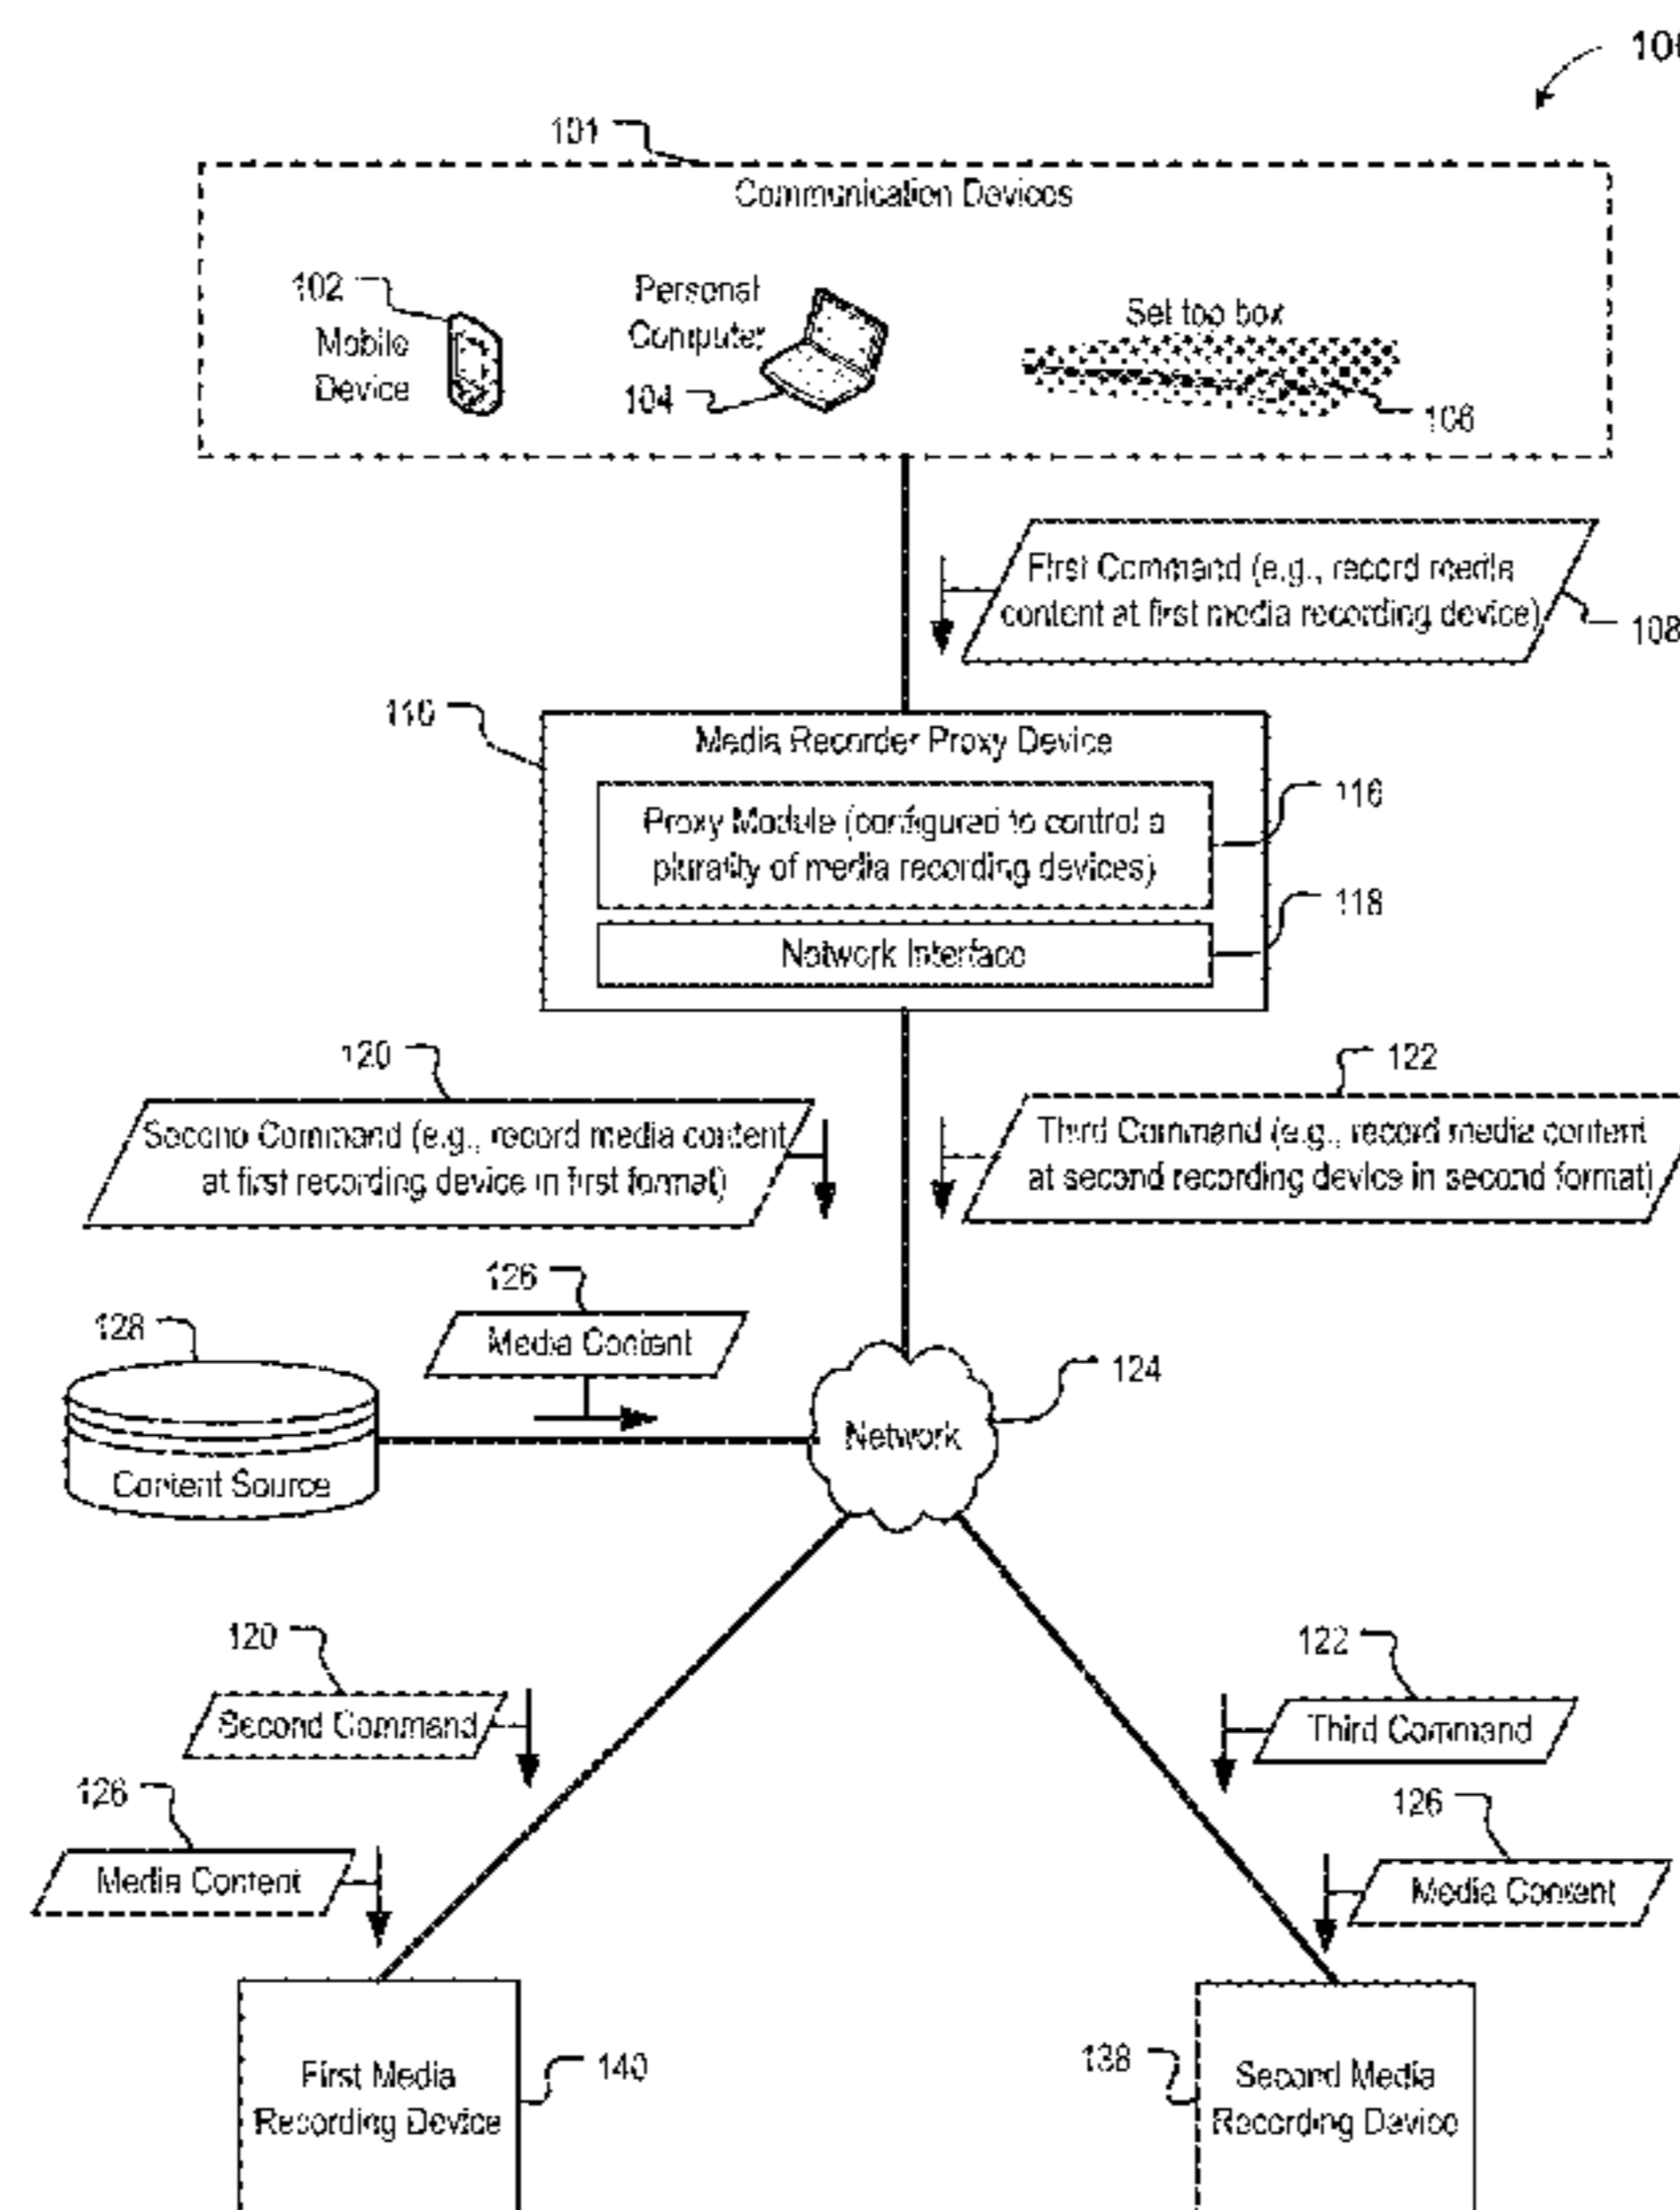 101
Communication Devices
102
Mobile
Device
Personal
Computer
104
Set top box
106
First Command (e.g., record media
content at first media recording device)
108
110
Media Recorder Proxy Device
Proxy Module (configured to control a
plurality of media recording devices)
116
Network Interface
118
120
Second Command (e.g., record media content
at first recording device in first format)
122
Third Command (e.g., record media content
at second recording device in second format)
126
Media Content
128
Content Source
Network
124
120
Second Command
126
Media Content
122
Third Command
126
Media Content
First Media
Recording Device
140
138
Second Media
Recording Device